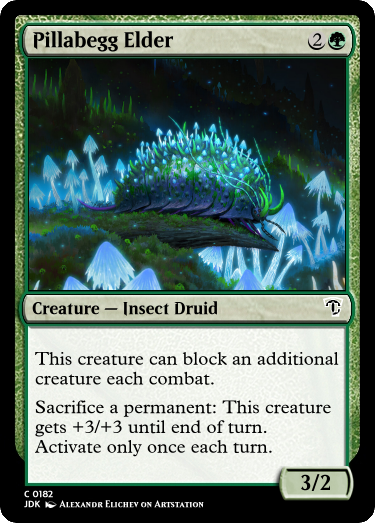 Pillabegg Elder 2
Creature — Insect Druid
This creature can block an additional
creature each combat.
Sacrifice a permanent: This creature
gets +3/+3 until end of turn.
Activate only once each turn.
3/2
C 0182
JDK Alexandr Elichev on Artstation